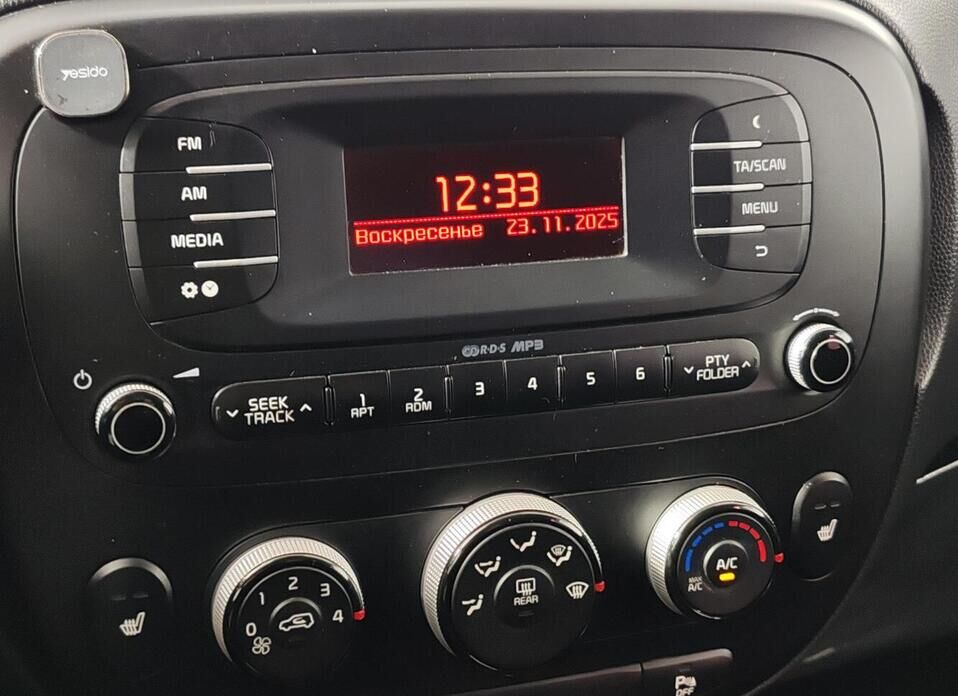 yesido
FM
AM
MEDIA
12:33
Воскресенье 23.11.2025
TA/SCAN
MENU
R·D·S MP3
SEEK
TRACK
1
RPT
2
RDM
3
4
5
6
PTY
FOLDER
0 1 2 3 4
REAR
A/C
MAX
A/C
OFF